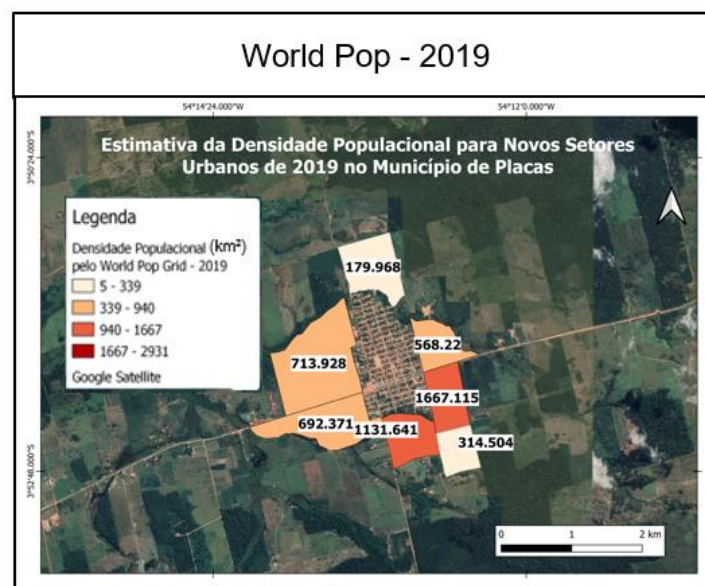 World Pop - 2019
54°14'24.000"W
54°12'0.000"W
3°50'24.000"S
Estimativa da Densidade Populacional para Novos Setores
Urbanos de 2019 no Município de Placas
Legenda
Densidade Populacional (km²)
pelo World Pop Grid - 2019
5 - 339
339 - 940
940 - 1667
1667 - 2931
Google Satellite
179.968
568.22
713.928
1667.115
692.371
1131.641
314.504
3°52'48.000"S
0 1 2 km